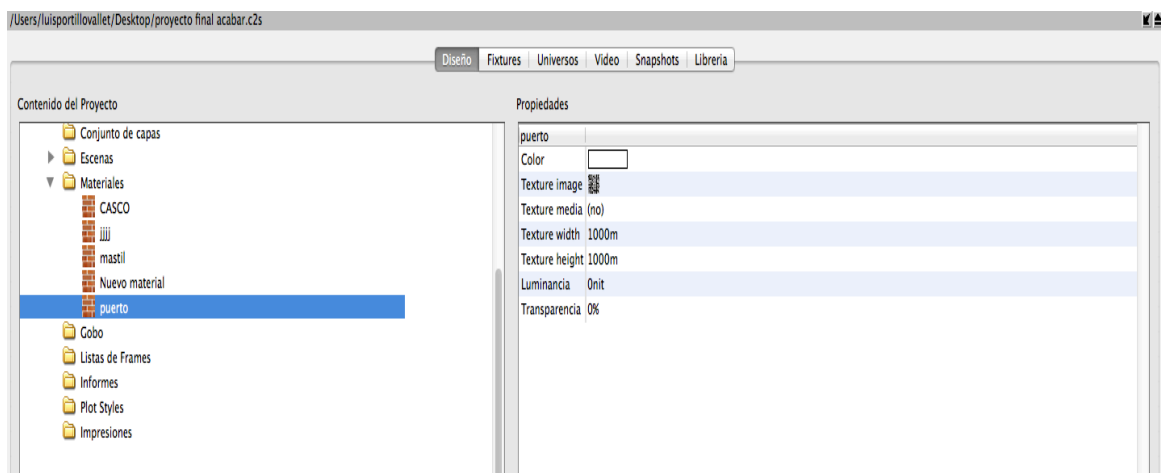 /Users/luisportillovallet/Desktop/proyecto final acabar.c2s
Diseño Fixtures Universos Video Snapshots Libreria
Contenido del Proyecto
Conjunto de capas
Escenas
Materiales
CASCO
jjjj
mastil
Nuevo material
puerto
Gobo
Listas de Frames
Informes
Plot Styles
Impresiones
Propiedades
puerto
Color
Texture image
Texture media (no)
Texture width 1000m
Texture height 1000m
Luminancia 0nit
Transparencia 0%